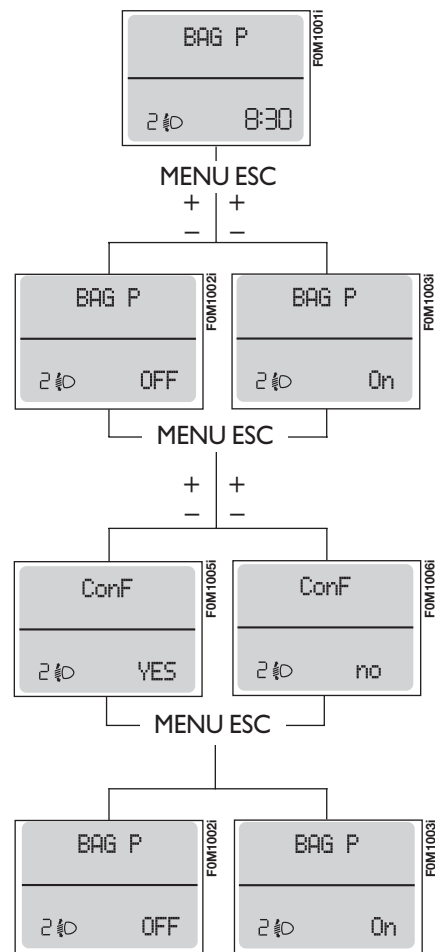 BAG P
F0M1001i
2 8:30
MENU ESC
+ +
– –
BAG P
F0M1002i
2 OFF
BAG P
F0M1003i
2 On
MENU ESC
+ +
– –
ConF
F0M1005i
2 YES
ConF
F0M1006i
2 no
MENU ESC
BAG P
F0M1002i
2 OFF
BAG P
F0M1003i
2 On